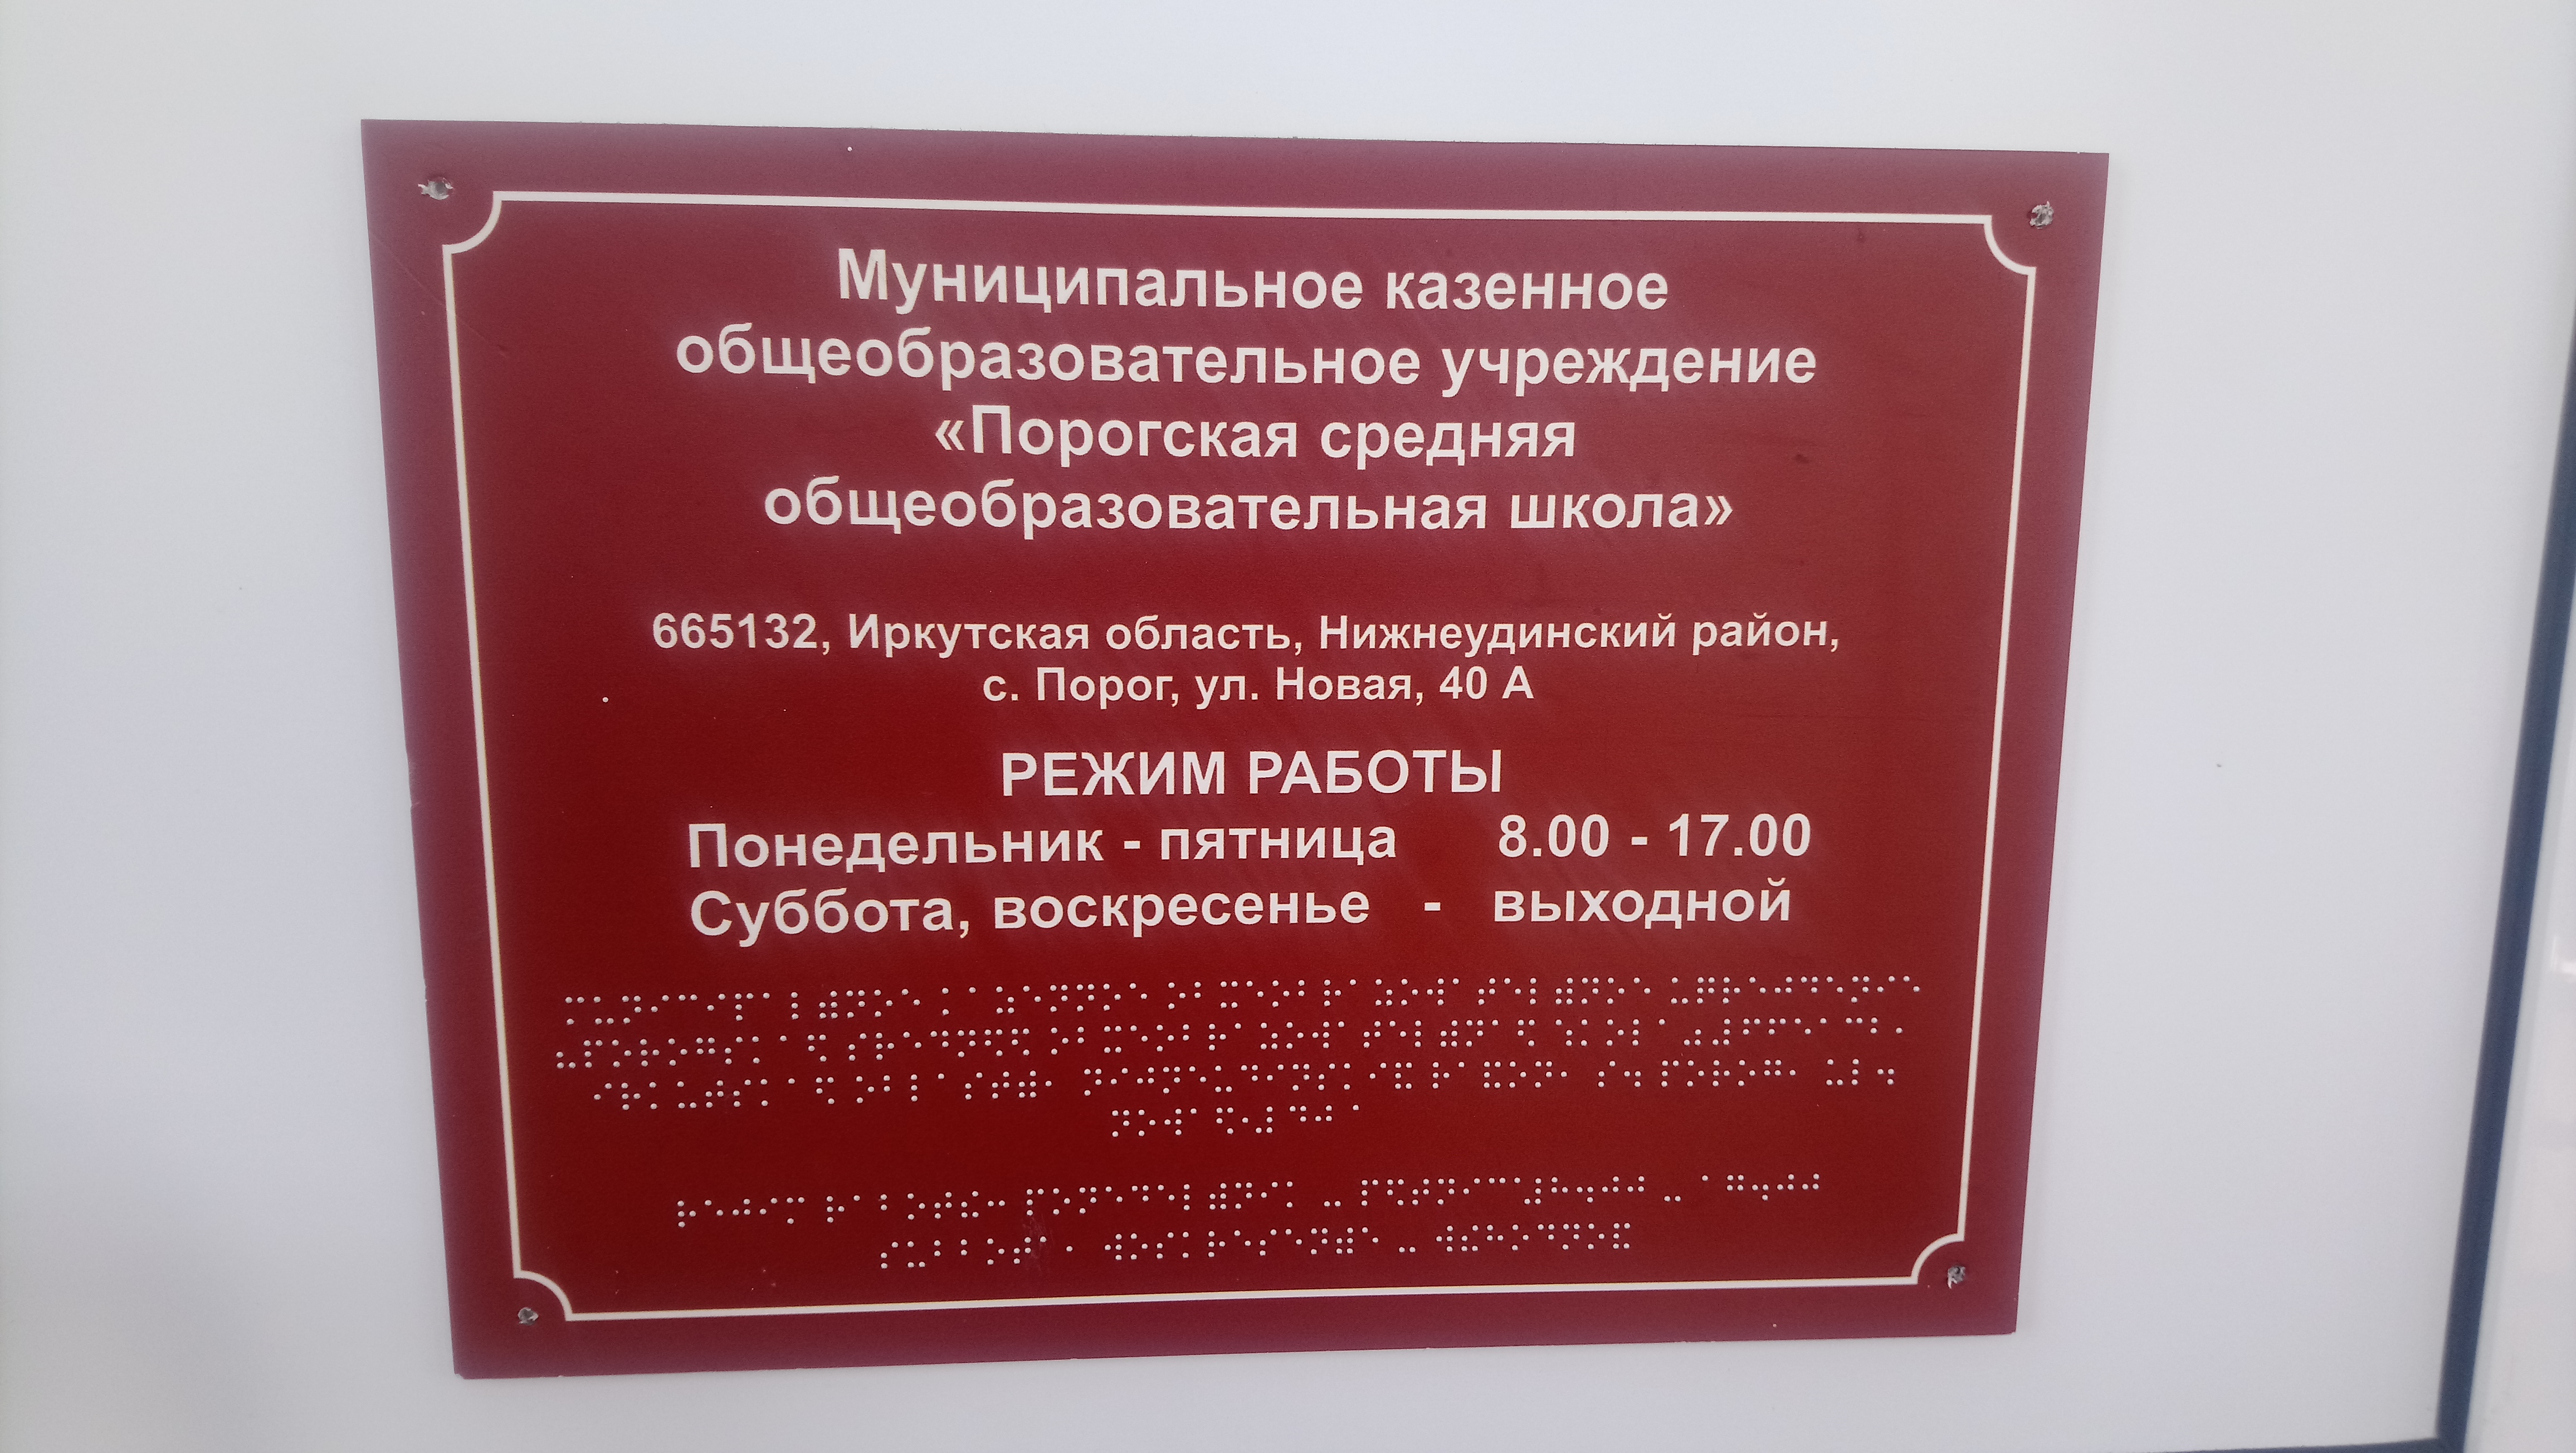 Муниципальное казенное
общеобразовательное учреждение
«Порогская средняя
общеобразовательная школа»
665132, Иркутская область, Нижнеудинский район,
с. Порог, ул. Новая, 40 А
РЕЖИМ РАБОТЫ
Понедельник - пятница 8.00 - 17.00
Суббота, воскресенье - выходной